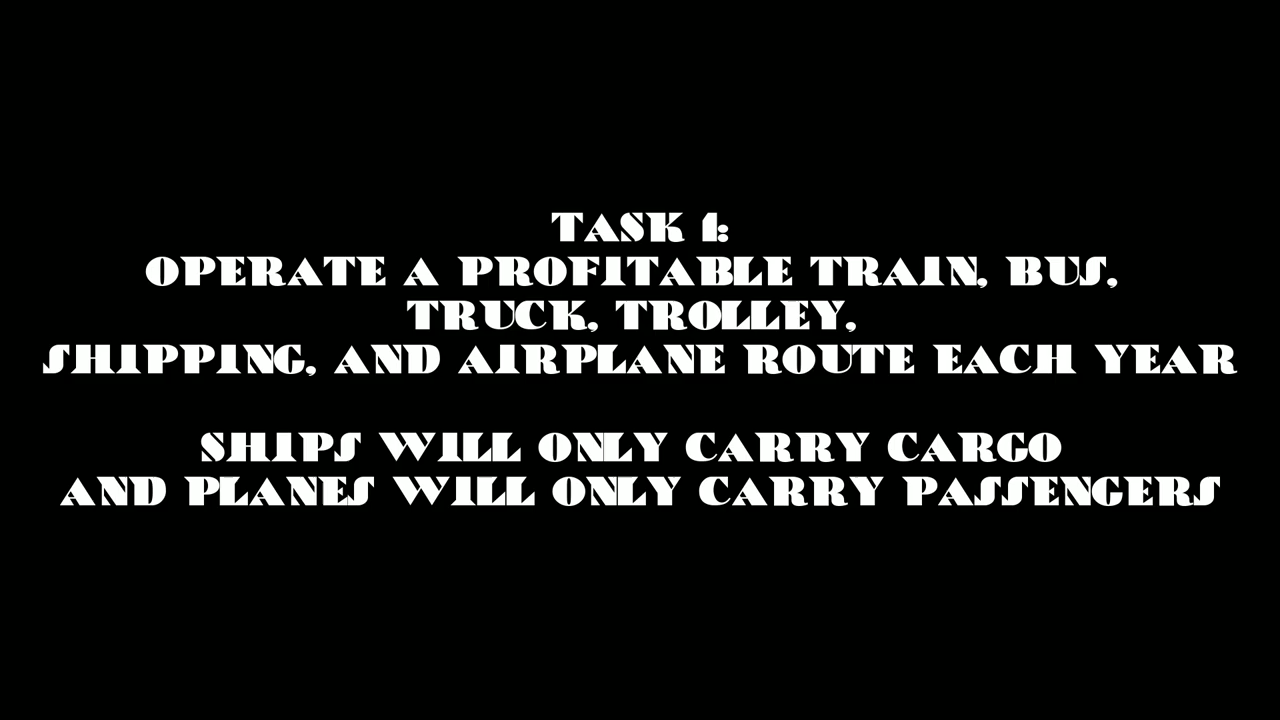 TASK 1:
OPERATE A PROFITABLE TRAIN, BUS,
TRUCK, TROLLEY,
SHIPPING, AND AIRPLANE ROUTE EACH YEAR
SHIPS WILL ONLY CARRY CARGO
AND PLANES WILL ONLY CARRY PASSENGERS